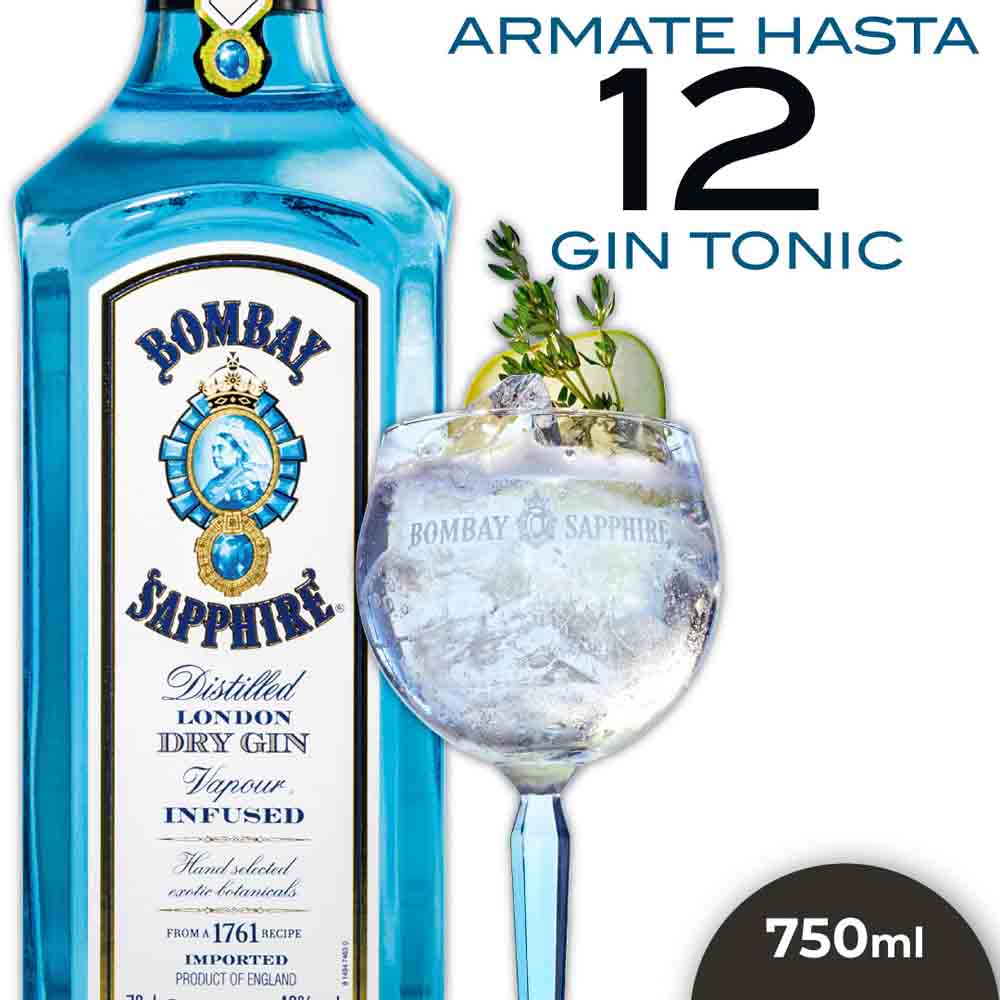 ARMATE HASTA
12
GIN TONIC
BOMBAY
SAPPHIRE®
Distilled
LONDON
DRY GIN
Vapour
INFUSED
Hand selected
exotic botanicals
FROM A 1761 RECIPE
IMPORTED
PRODUCT OF ENGLAND
BOMBAY SAPPHIRE
750ml